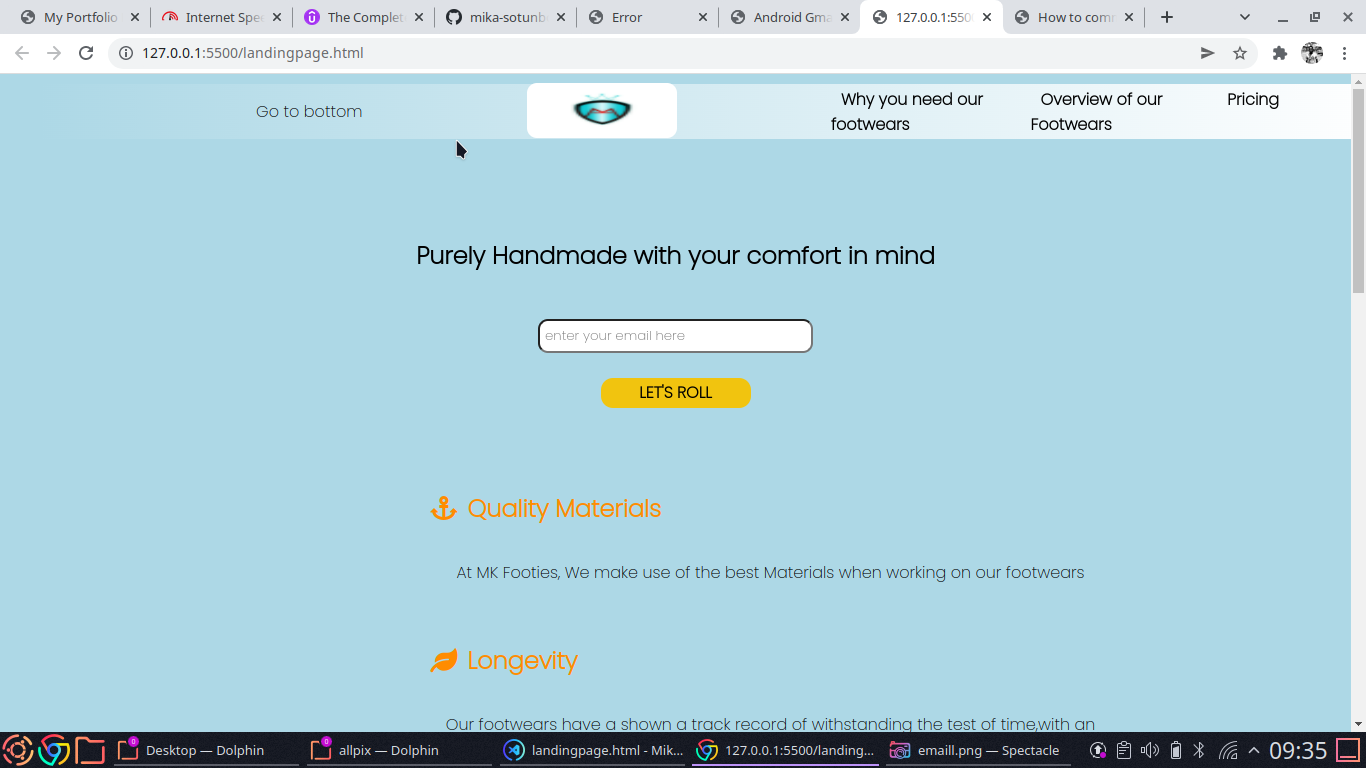 My Portfolio
Internet Spe
The Complet
mika-sotunb
Error
Android Gma
127.0.0.1:550
How to com
127.0.0.1:5500/landingpage.html
Go to bottom
Why you need our
footwears
Overview of our
Footwears
Pricing
Purely Handmade with your comfort in mind
enter your email here
LET'S ROLL
Quality Materials
At MK Footies, We make use of the best Materials when working on our footwears
Longevity
Our footwears have a shown a track record of withstanding the test of time,with an
0
Desktop — Dolphin
0
allpix — Dolphin
landingpage.html - Mik...
127.0.0.1:5500/landing...
emaill.png — Spectacle
09:35